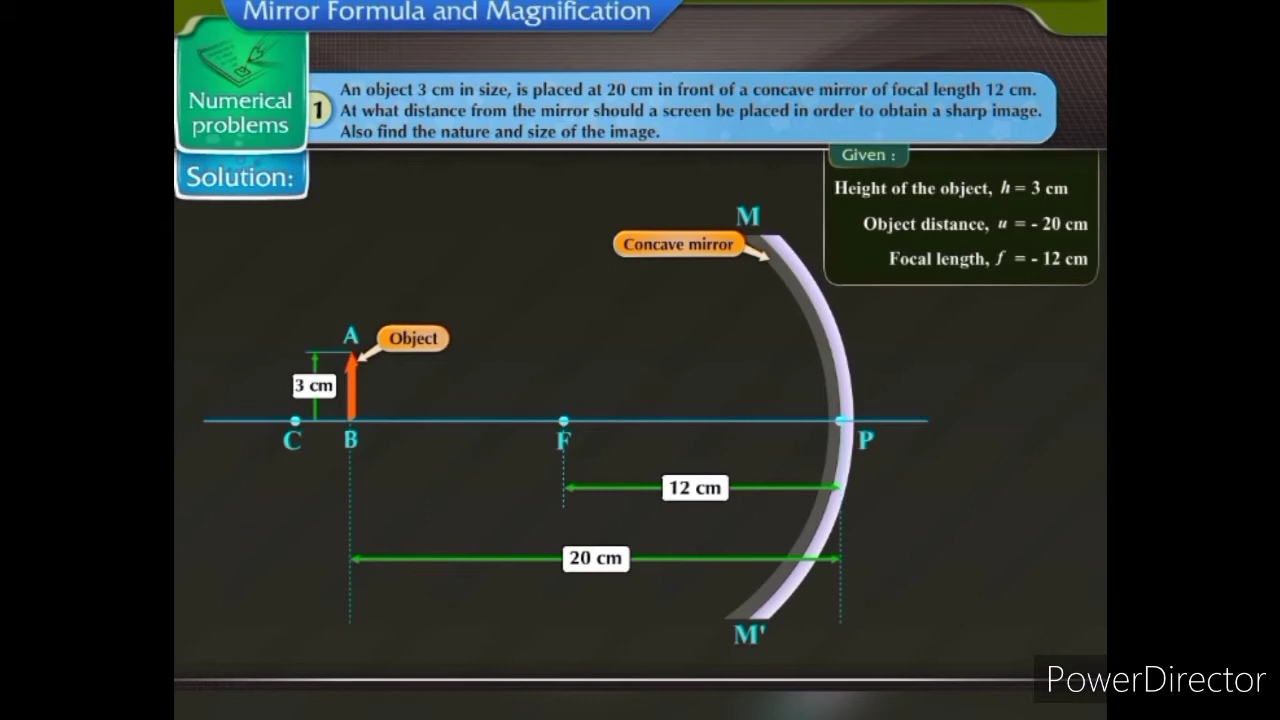 Mirror Formula and Magnification
Numerical
problems
1
An object 3 cm in size, is placed at 20 cm in front of a concave mirror of focal length 12 cm.
At what distance from the mirror should a screen be placed in order to obtain a sharp image.
Also find the nature and size of the image.
Solution:
Given :
Height of the object, h = 3 cm
Object distance, u = - 20 cm
Focal length, f = - 12 cm
M
Concave mirror
A
Object
3 cm
C
B
F
P
12 cm
20 cm
M'
PowerDirector